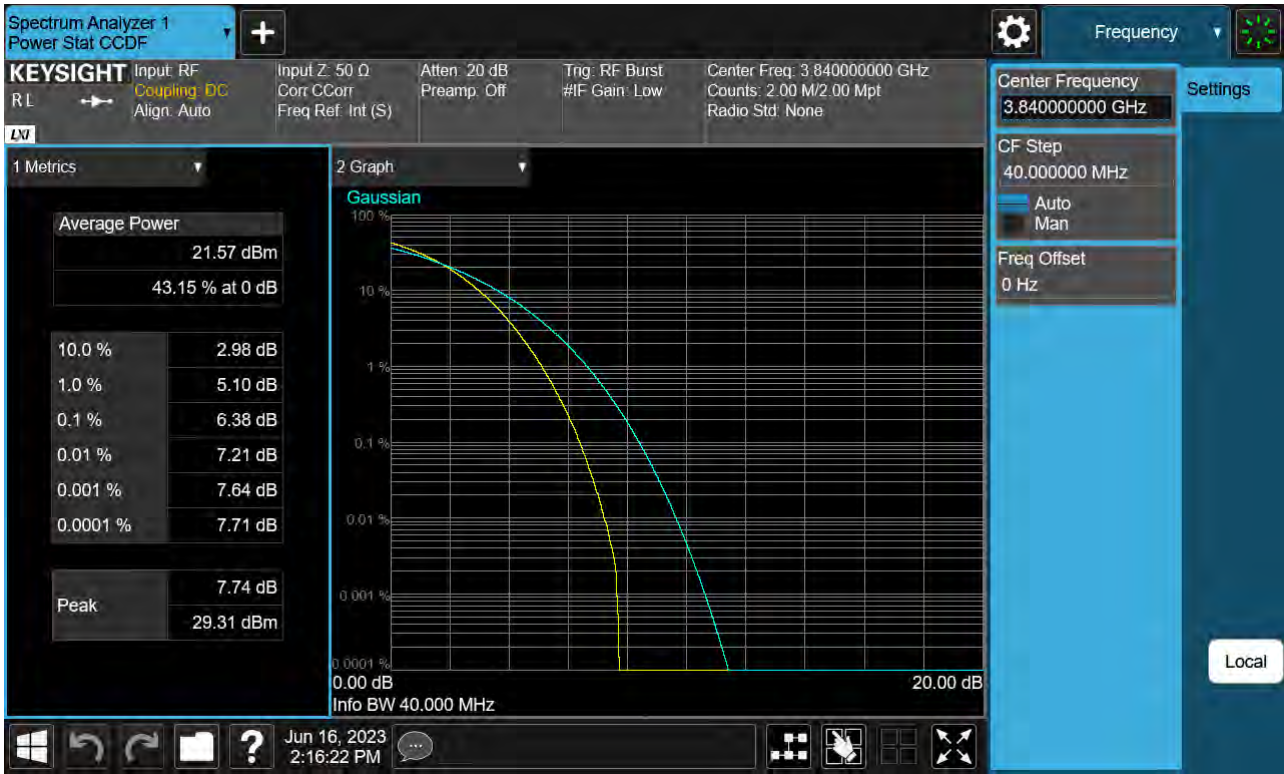 Spectrum Analyzer 1
Power Stat CCDF
+
Frequency
KEYSIGHT
RL
LXI
Input: RF
Coupling: DC
Align: Auto
Input Z: 50 Ω
Corr CCorr
Freq Ref: Int (S)
Atten: 20 dB
Preamp: Off
Trig: RF Burst
#IF Gain: Low
Center Freq: 3.840000000 GHz
Counts: 2.00 M/2.00 Mpt
Radio Std: None
Center Frequency
3.840000000 GHz
Settings
CF Step
40.000000 MHz
Auto
Man
Freq Offset
0 Hz
1 Metrics
Average Power
21.57 dBm
43.15 % at 0 dB
10.0 % 2.98 dB
1.0 % 5.10 dB
0.1 % 6.38 dB
0.01 % 7.21 dB
0.001 % 7.64 dB
0.0001 % 7.71 dB
Peak
7.74 dB
29.31 dBm
2 Graph
Gaussian
100 %
10 %
1 %
0.1 %
0.01 %
0.001 %
0.0001 %
0.00 dB 20.00 dB
Info BW 40.000 MHz
Local
?
Jun 16, 2023
2:16:22 PM